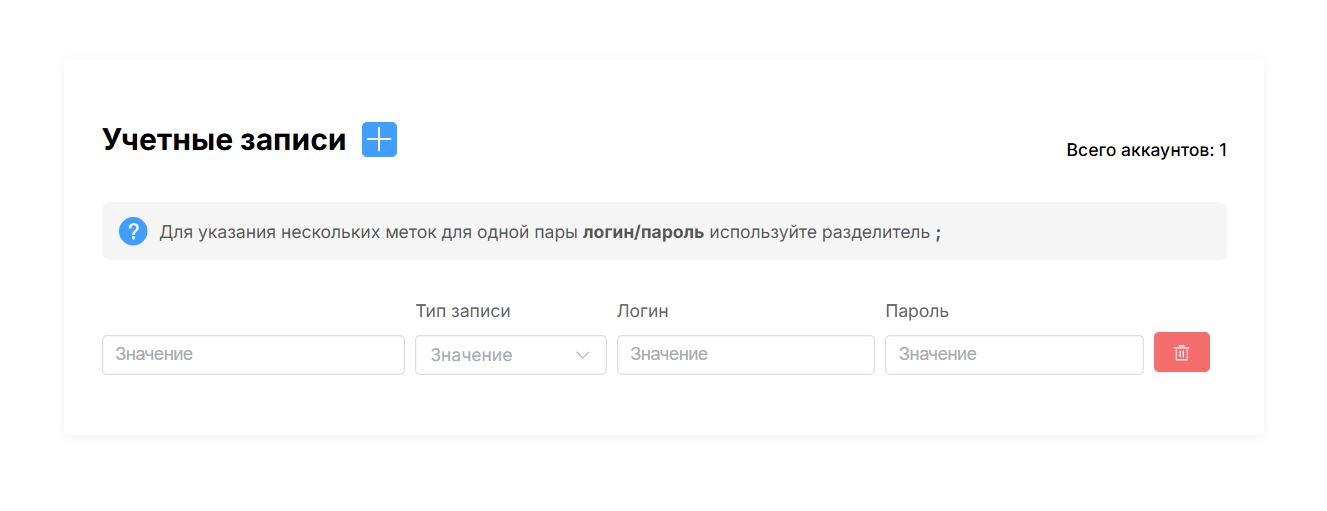 Учетные записи
Всего аккаунтов: 1
? Для указания нескольких меток для одной пары логин/пароль используйте разделитель ;
Тип записи Логин Пароль
Значение Значение Значение Значение